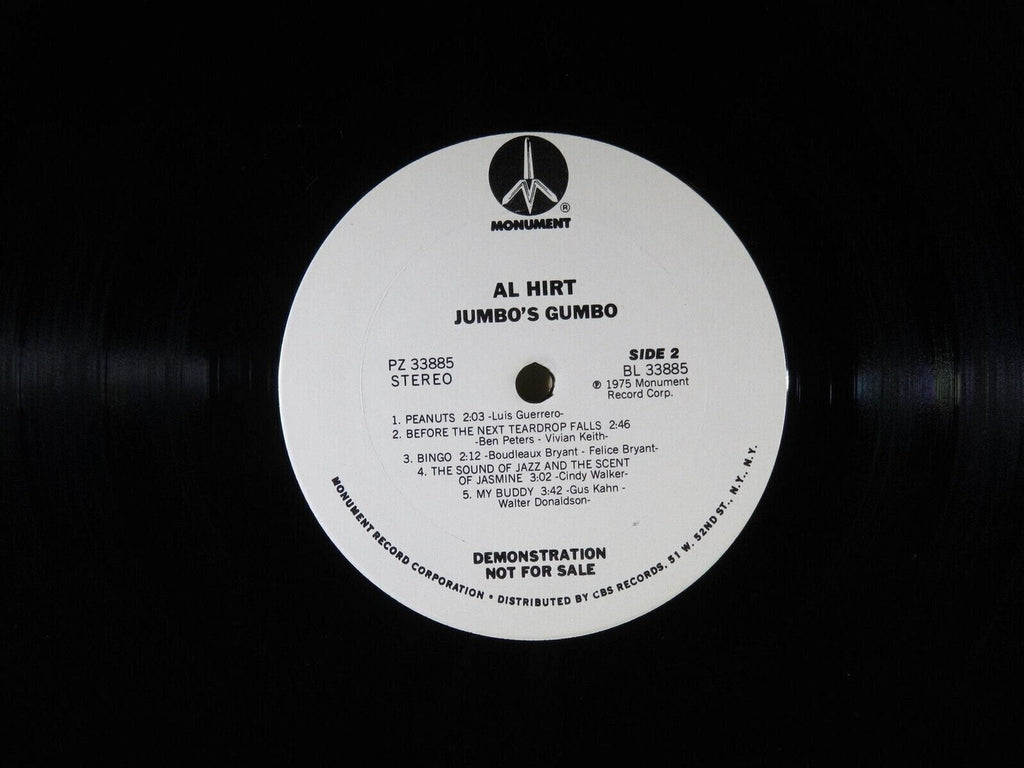 ®
MONUMENT
AL HIRT
JUMBO'S GUMBO
PZ 33885
STEREO
SIDE 2
BL 33885
℗ 1975 Monument
Record Corp.
1. PEANUTS 2:03 -Luis Guerrero-
2. BEFORE THE NEXT TEARDROP FALLS 2:46
-Ben Peters - Vivian Keith-
3. BINGO 2:12 -Boudleaux Bryant - Felice Bryant-
4. THE SOUND OF JAZZ AND THE SCENT
OF JASMINE 3:02 -Cindy Walker-
5. MY BUDDY 3:42 -Gus Kahn -
Walter Donaldson-
DEMONSTRATION
NOT FOR SALE
MONUMENT RECORD CORPORATION • DISTRIBUTED BY CBS RECORDS, 51 W. 52ND ST., N.Y., N.Y.